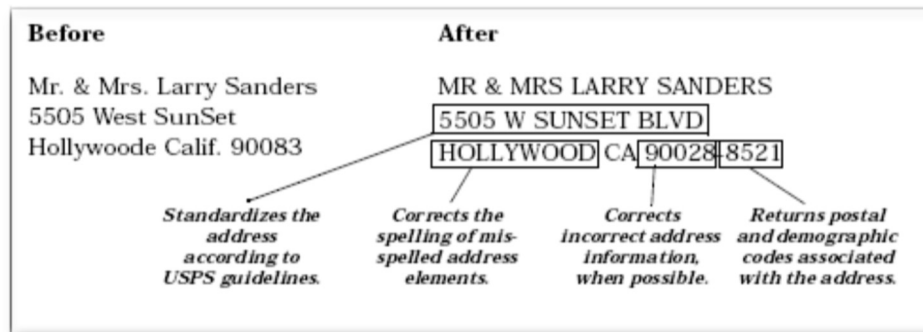 Before
After
Mr. & Mrs. Larry Sanders
5505 West SunSet
Hollywoode Calif. 90083
MR & MRS LARRY SANDERS
5505 W SUNSET BLVD
HOLLYWOOD CA 90028-8521
Standardizes the
address
according to
USPS guidelines.
Corrects the
spelling of mis-
spelled address
elements.
Corrects
incorrect address
information,
when possible.
Returns postal
and demographic
codes associated
with the address.